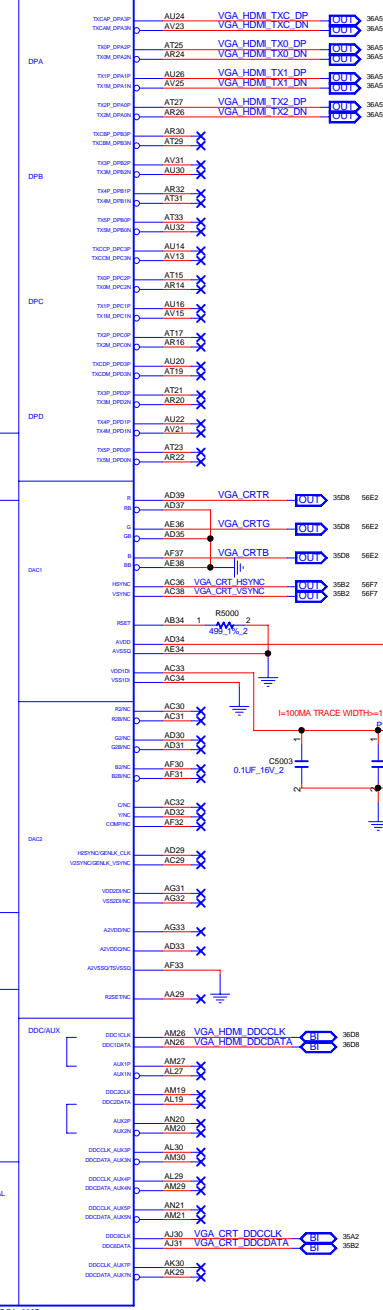 TXCAP_DPA3P AU24 VGA_HDMI_TXC_DP OUT 36A5
TXCAM_DPA3N AV23 VGA_HDMI_TXC_DN OUT 36A5
TX0P_DPA2P AT25 VGA_HDMI_TX0_DP OUT 36A5
TX0M_DPA2N AR24 VGA_HDMI_TX0_DN OUT 36A5
DPA
TX1P_DPA1P AU26 VGA_HDMI_TX1_DP OUT 36A5
TX1M_DPA1N AV25 VGA_HDMI_TX1_DN OUT 36A5
TX2P_DPA0P AT27 VGA_HDMI_TX2_DP OUT 36A5
TX2M_DPA0N AR26 VGA_HDMI_TX2_DN OUT 36A5
TXCBP_DPB3P AR30
TXCBM_DPB3N AT29
TX3P_DPB2P AV31
TX3M_DPB2N AU30
DPB
TX4P_DPB1P AR32
TX4M_DPB1N AT31
TX5P_DPB0P AT33
TX5M_DPB0N AU32
TXCCP_DPC3P AU14
TXCCM_DPC3N AV13
TX0P_DPC2P AT15
TX0M_DPC2N AR14
DPC
TX1P_DPC1P AU16
TX1M_DPC1N AV15
TX2P_DPC0P AT17
TX2M_DPC0N AR16
TXCDP_DPD3P AU20
TXCDM_DPD3N AT19
TX3P_DPD2P AT21
TX3M_DPD2N AR20
DPD
TX4P_DPD1P AU22
TX4M_DPD1N AV21
TX5P_DPD0P AT23
TX5M_DPD0N AR22
R AD39 VGA_CRTR OUT 35D8 56E2
RB AD37
G AE36 VGA_CRTG OUT 35D8 56E2
GB AD35
B AF37 VGA_CRTB OUT 35D8 56E2
BB AE38
DAC1
HSYNC AC36 VGA_CRT_HSYNC OUT 35B2 56F7
VSYNC AC38 VGA_CRT_VSYNC OUT 35B2 56F7
RSET AB34 1 R5000 2
499_1%_2
AVDD AD34
AVSSQ AE34
VDD1DI AC33
VSS1DI AC34
R2/NC AC30
R2B/NC AC31
I=100MA TRACE WIDTH>=1
G2/NC AD30
G2B/NC AD31
B2/NC AF30
B2B/NC AF31
1 1
C5003
0.1UF_16V_2
2 2
C/NC AC32
Y/NC AD32
COMP/NC AF32
DAC2
H2SYNC/GENLK_CLK AD29
V2SYNC/GENLK_VSYNC AC29
VDD2DI/NC AG31
VSS2DI/NC AG32
A2VDD/NC AG33
A2VDDQ/NC AD33
A2VSSQ/TSVSSQ AF33
R2SET/NC AA29
DDC/AUX
DDC1CLK AM26 VGA_HDMI_DDCCLK BI 36D8
DDC1DATA AN26 VGA_HDMI_DDCDATA BI 36D8
AUX1P AM27
AUX1N AL27
DDC2CLK AM19
DDC2DATA AL19
AUX2P AN20
AUX2N AM20
DDCCLK_AUX3P AL30
DDCDATA_AUX3N AM30
DDCCLK_AUX4P AL29
DDCDATA_AUX4N AM29
DDCCLK_AUX5P AN21
DDCDATA_AUX5N AM21
DDC6CLK AJ30 VGA_CRT_DDCCLK BI 35A2
DDC6DATA AJ31 VGA_CRT_DDCDATA BI 35B2
DDCCLK_AUX7P AK30
DDCDATA_AUX7N AK29